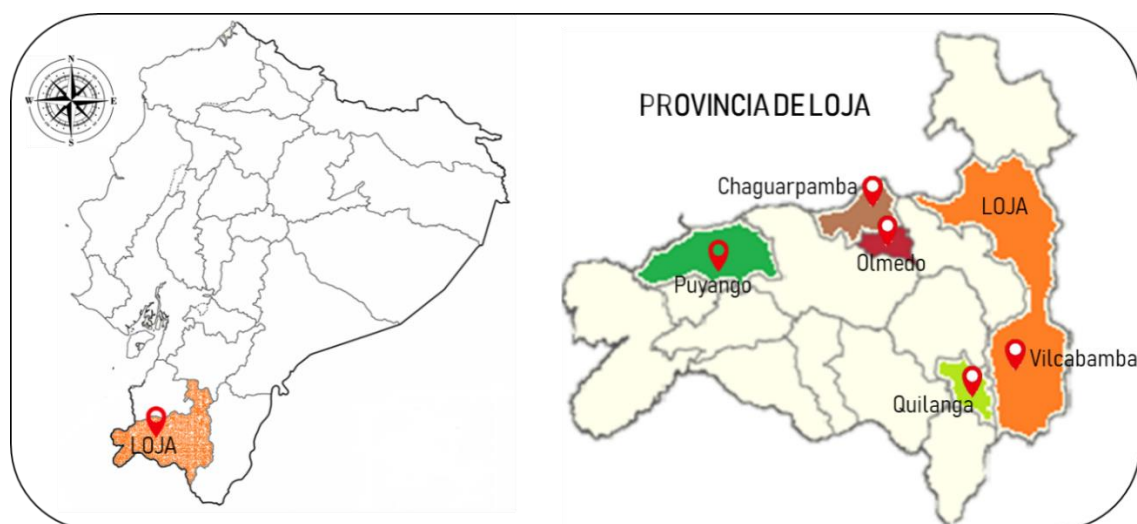 N
W E
S
LOJA
PROVINCIA DE LOJA
Chaguarpamba
LOJA
Olmedo
Puyango
Vilcabamba
Quilanga